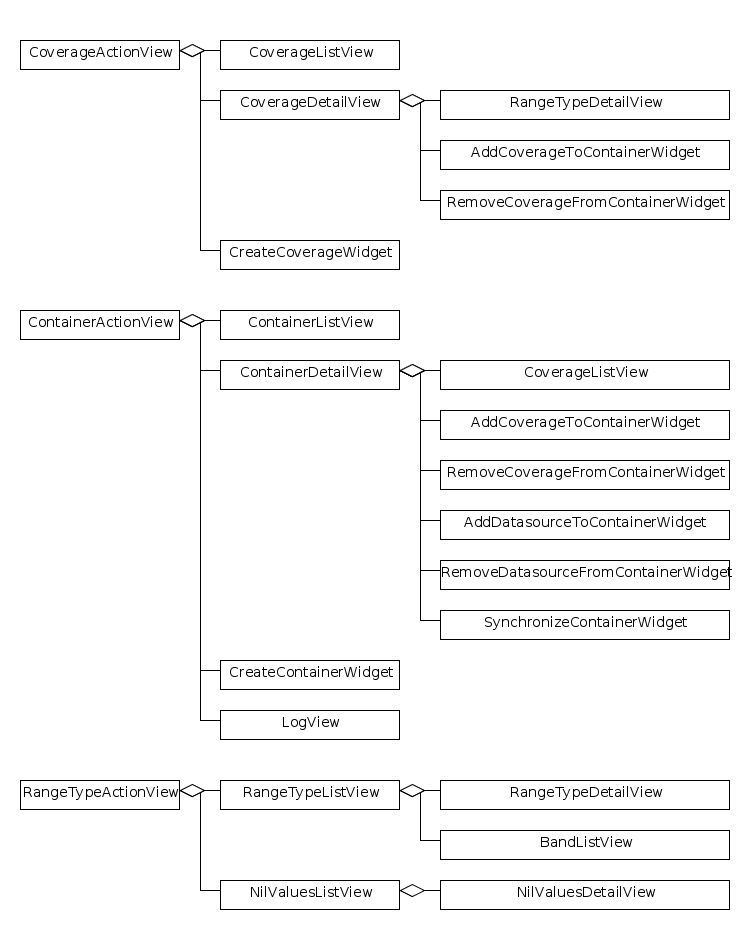 CoverageActionView
CoverageListView
CoverageDetailView
RangeTypeDetailView
AddCoverageToContainerWidget
RemoveCoverageFromContainerWidget
CreateCoverageWidget
ContainerActionView
ContainerListView
ContainerDetailView
CoverageListView
AddCoverageToContainerWidget
RemoveCoverageFromContainerWidget
AddDatasourceToContainerWidget
RemoveDatasourceFromContainerWidget
SynchronizeContainerWidget
CreateContainerWidget
LogView
RangeTypeActionView
RangeTypeListView
RangeTypeDetailView
BandListView
NilValuesListView
NilValuesDetailView